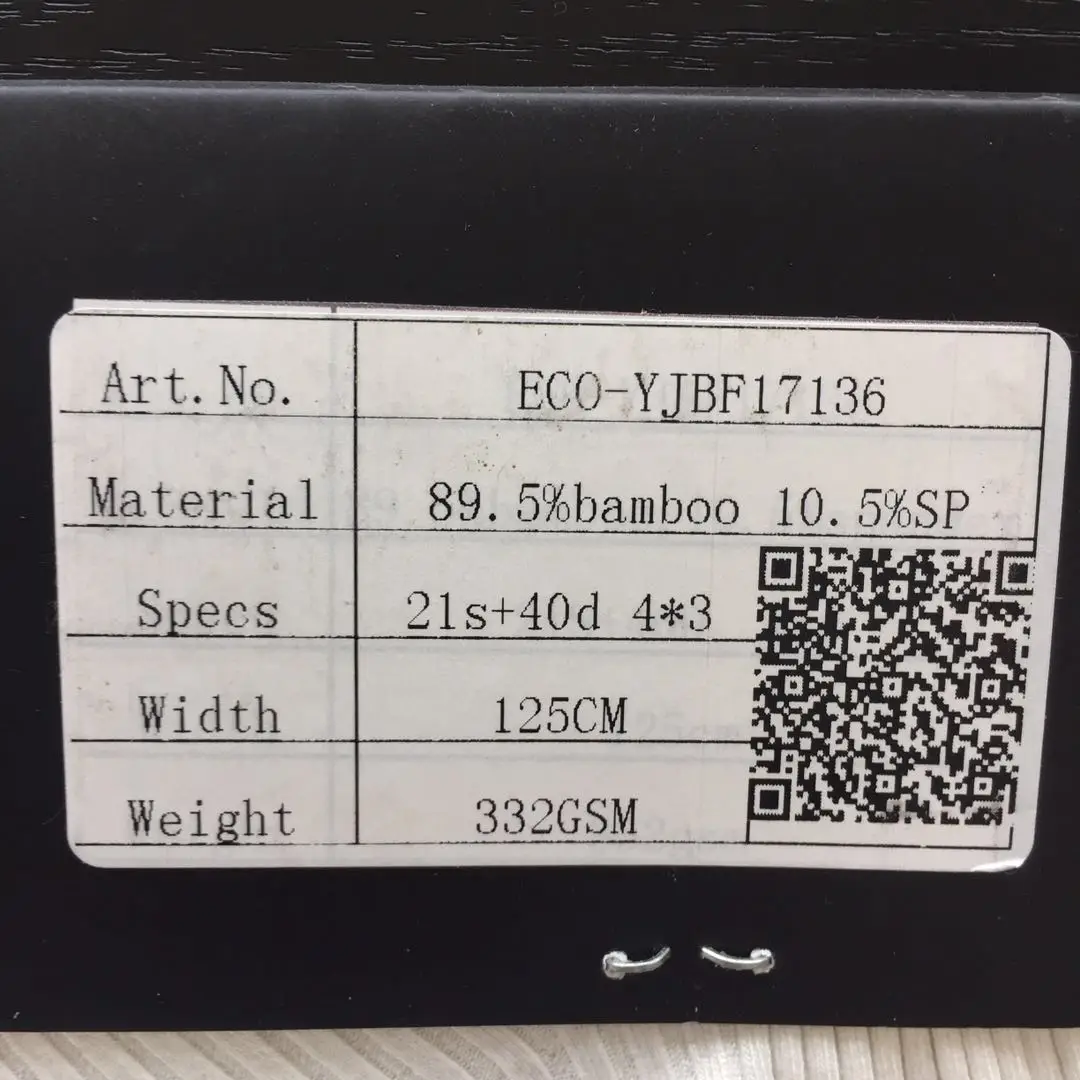 Art.No. ECO-YJBF17136
Material 89.5%bamboo 10.5%SP
Specs 21s+40d 4*3
Width 125CM
Weight 332GSM